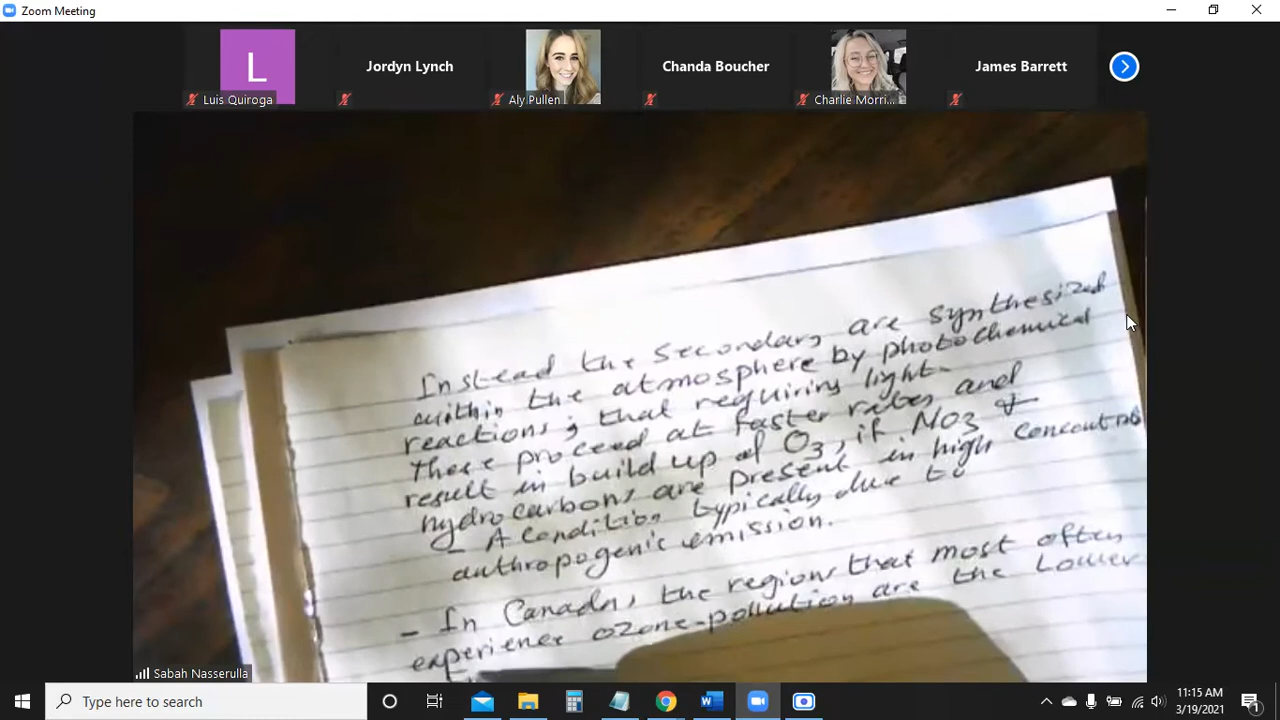 Zoom Meeting
L
Luis Quiroga
Jordyn Lynch
Aly Pullen
Chanda Boucher
Charlie Morri...
James Barrett
Instead the secondary are synthesized
within the atmosphere by photochemical
reactions; that requiring light.
These proceed at faster rates and
result in build up of O3, if NO3 &
hydrocarbons are present in high
- A condition typically due to
anthropogenic emission.
- In Canada, the regions that most often
experience ozone-pollution are the Lower
Sabah Nasserulla
Type here to search
W
11:15 AM
3/19/2021
1